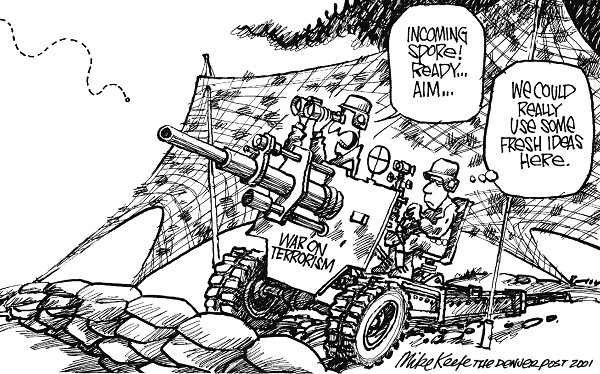 INCOMING
SPORE!
READY...
AIM...
WE COULD
REALLY
USE SOME
FRESH IDEAS
HERE.
WAR ON
TERRORISM
Mike Keefe THE DENVER POST 2001